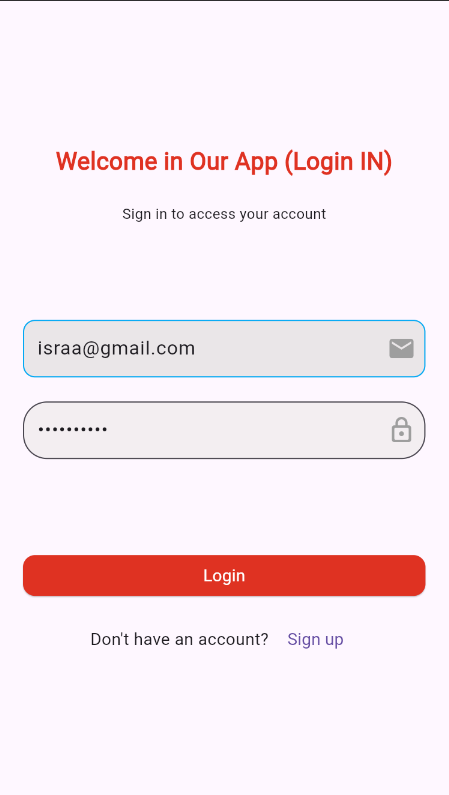 Welcome in Our App (Login IN)
Sign in to access your account
israa@gmail.com
••••••••••
Login
Don't have an account? Sign up